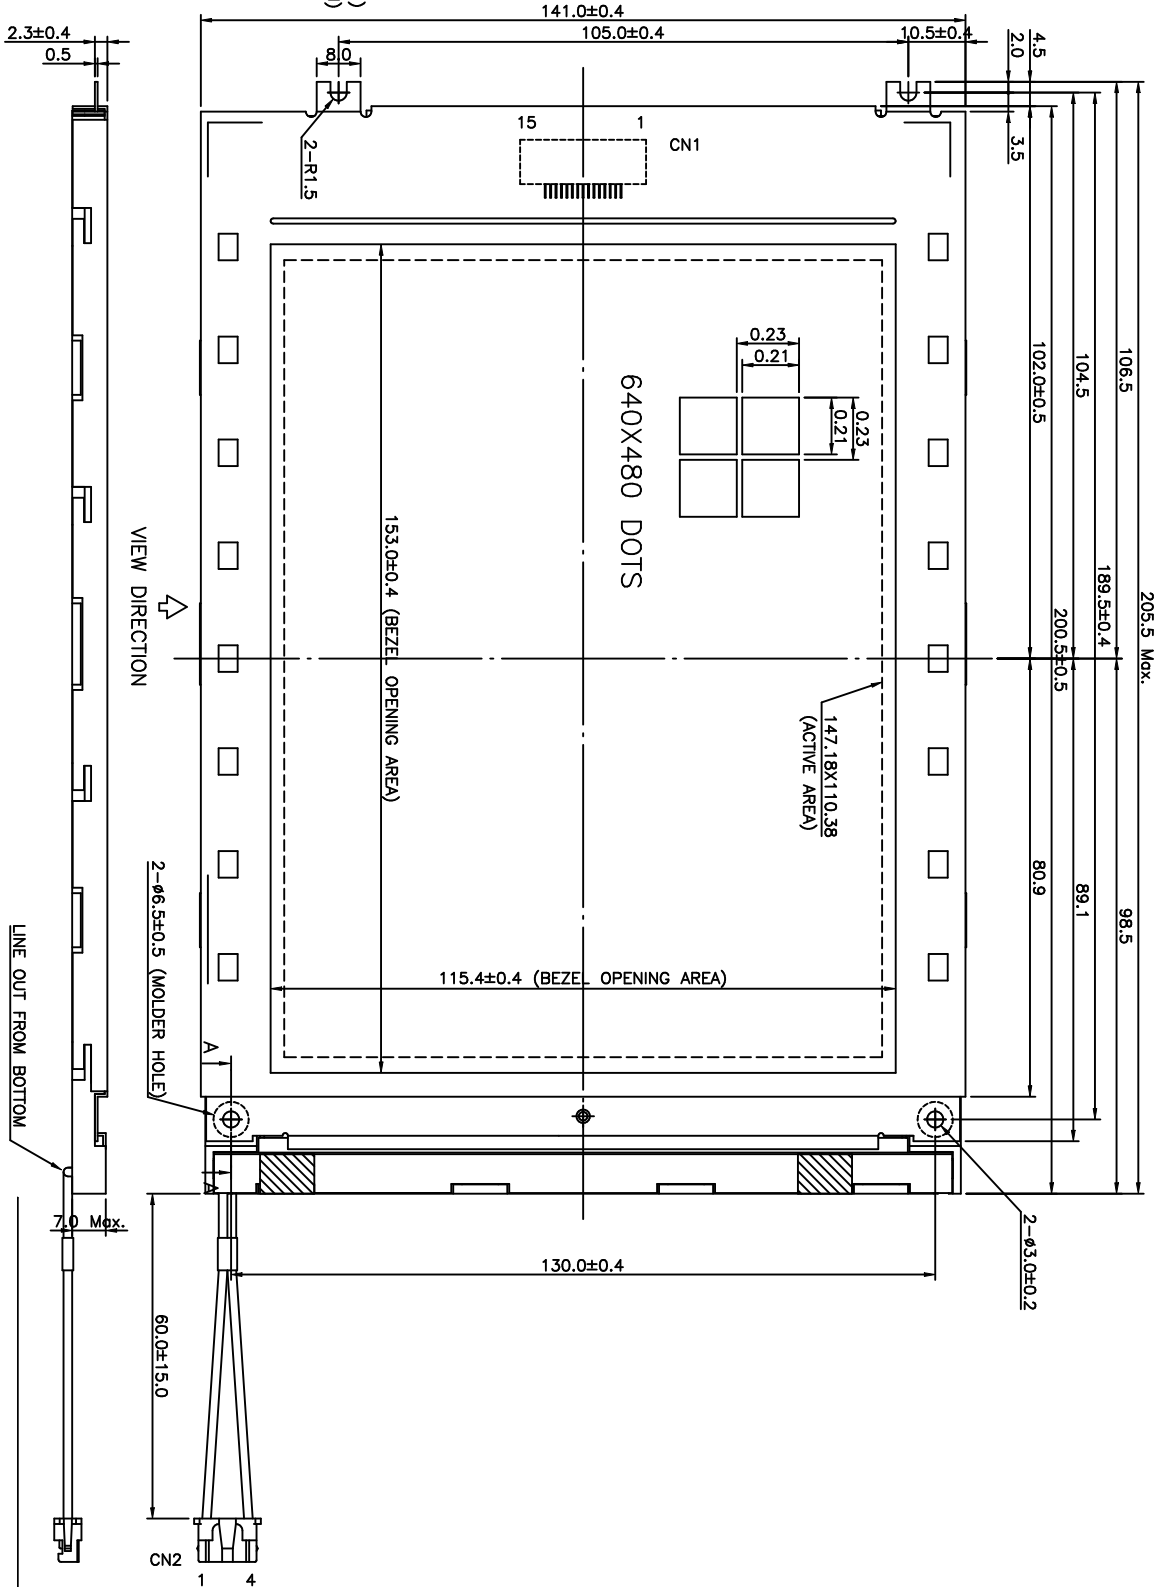 141.0±0.4
105.0±0.4
10.5±0.4
8.0
2.3±0.4
0.5
4.5
2.0
3.5
15
1
CN1
2-R1.5
0.23
0.21
0.23
0.21
640X480 DOTS
106.5
102.0±0.5
104.5
189.5±0.4
200.5±0.5
205.5 Max.
153.0±0.4 (BEZEL OPENING AREA)
VIEW DIRECTION
147.18X110.38
(ACTIVE AREA)
80.9
89.1
98.5
115.4±0.4 (BEZEL OPENING AREA)
2-ø6.5±0.5 (MOLDER HOLE)
LINE OUT FROM BOTTOM
A
A
7.0 Max.
2-ø3.0±0.2
130.0±0.4
60.0±15.0
CN2
1
4